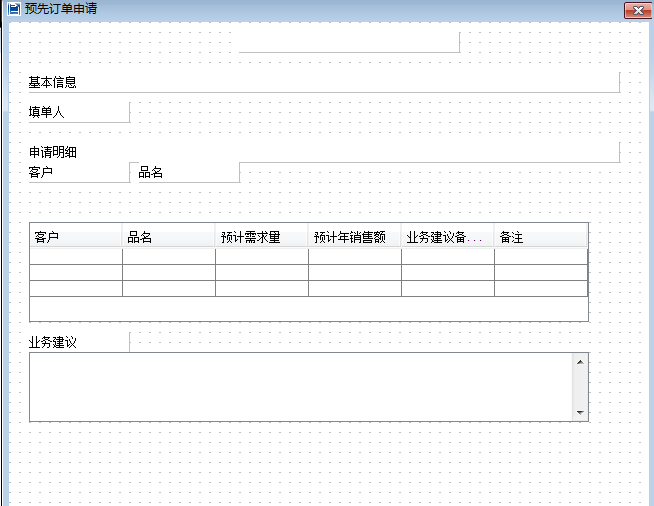 预先订单申请
基本信息
填单人
申请明细
客户 品名
客户 品名 预计需求量 预计年销售额 业务建议备... 备注
业务建议